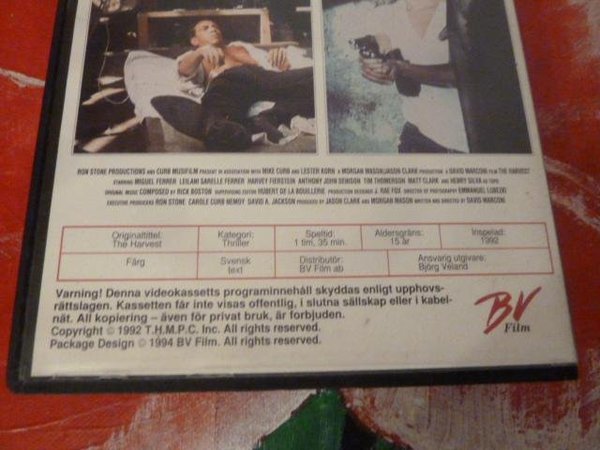 RON STONE PRODUCTIONS AND CURB MUSIFILM PRESENT IN ASSOCIATION WITH MIKE CURB AND LESTER KORN A MORGAN MASON/JASON CLARK PRODUCTION A DAVID MARCONI FILM THE HARVEST
STARRING MIGUEL FERRER LEILANI SARELLE FERRER HARVEY FIERSTEIN ANTHONY JOHN DENISON TIM THOMERSON MATT CLARK AND HENRY SILVA AS
ORIGINAL MUSIC COMPOSED BY RICK BOSTON SUPERVISING EDITOR HUBERT DE LA BOUILLERIE PRODUCTION DESIGNER J. RAE FOX DIRECTOR OF PHOTOGRAPHY EMMANUEL LUBEZKI
EXECUTIVE PRODUCERS RON STONE, CAROLE CURB NEMOY, DAVID A. JACKSON PRODUCED BY JASON CLARK AND MORGAN MASON WRITTEN AND DIRECTED BY DAVID MARCONI
Originaltitel: Kategori: Speltid: Åldersgräns: Inspelad:
The Harvest Thriller 1 tim. 35 min. 15 år 1992
Färg Svensk Distributör: Ansvarig utgivare:
text BV Film ab Björg Veland
Varning! Denna videokassetts programinnehåll skyddas enligt upphovs-
rättslagen. Kassetten får inte visas offentlig, i slutna sällskap eller i kabel-
nät. All kopiering – även för privat bruk, är förbjuden.
Copyright © 1992 T.H.M.P.C. Inc. All rights reserved.
Package Design © 1994 BV Film. All rights reserved.
BV
Film